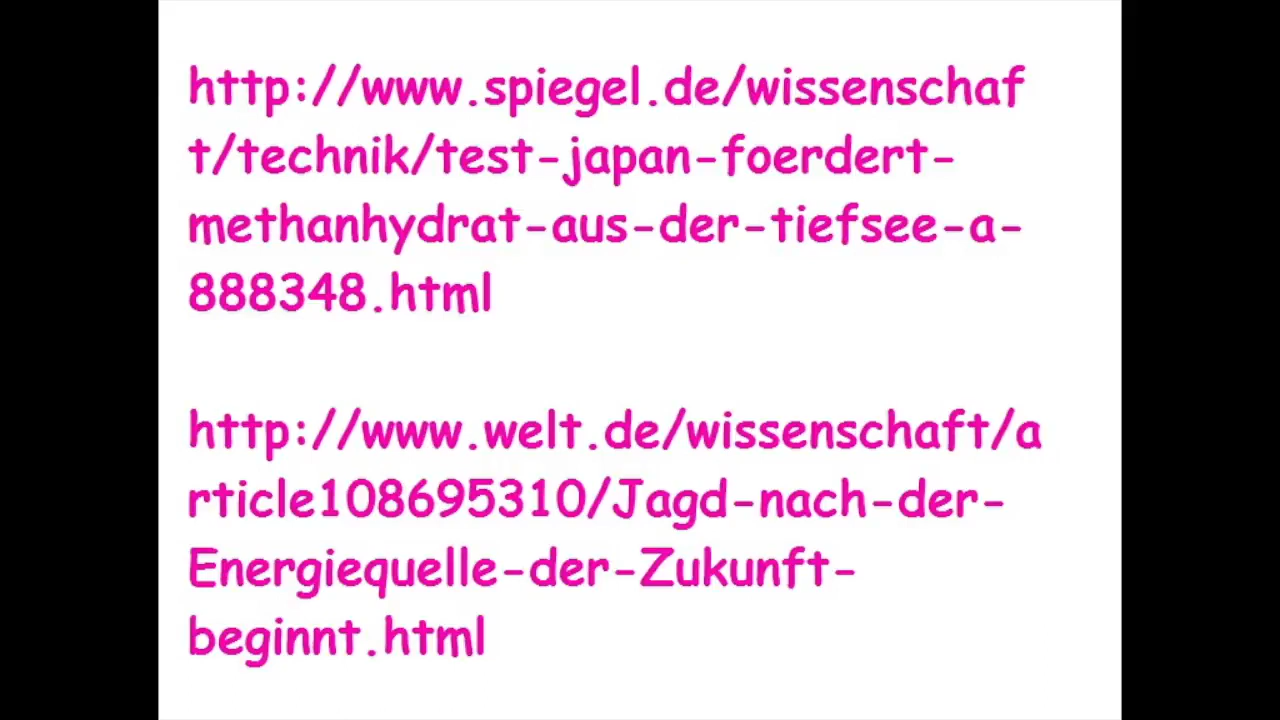 http://www.spiegel.de/wissenschaf
t/technik/test-japan-foerdert-
methanhydrat-aus-der-tiefsee-a-
888348.html
http://www.welt.de/wissenschaft/a
rticle108695310/Jagd-nach-der-
Energiequelle-der-Zukunft-
beginnt.html